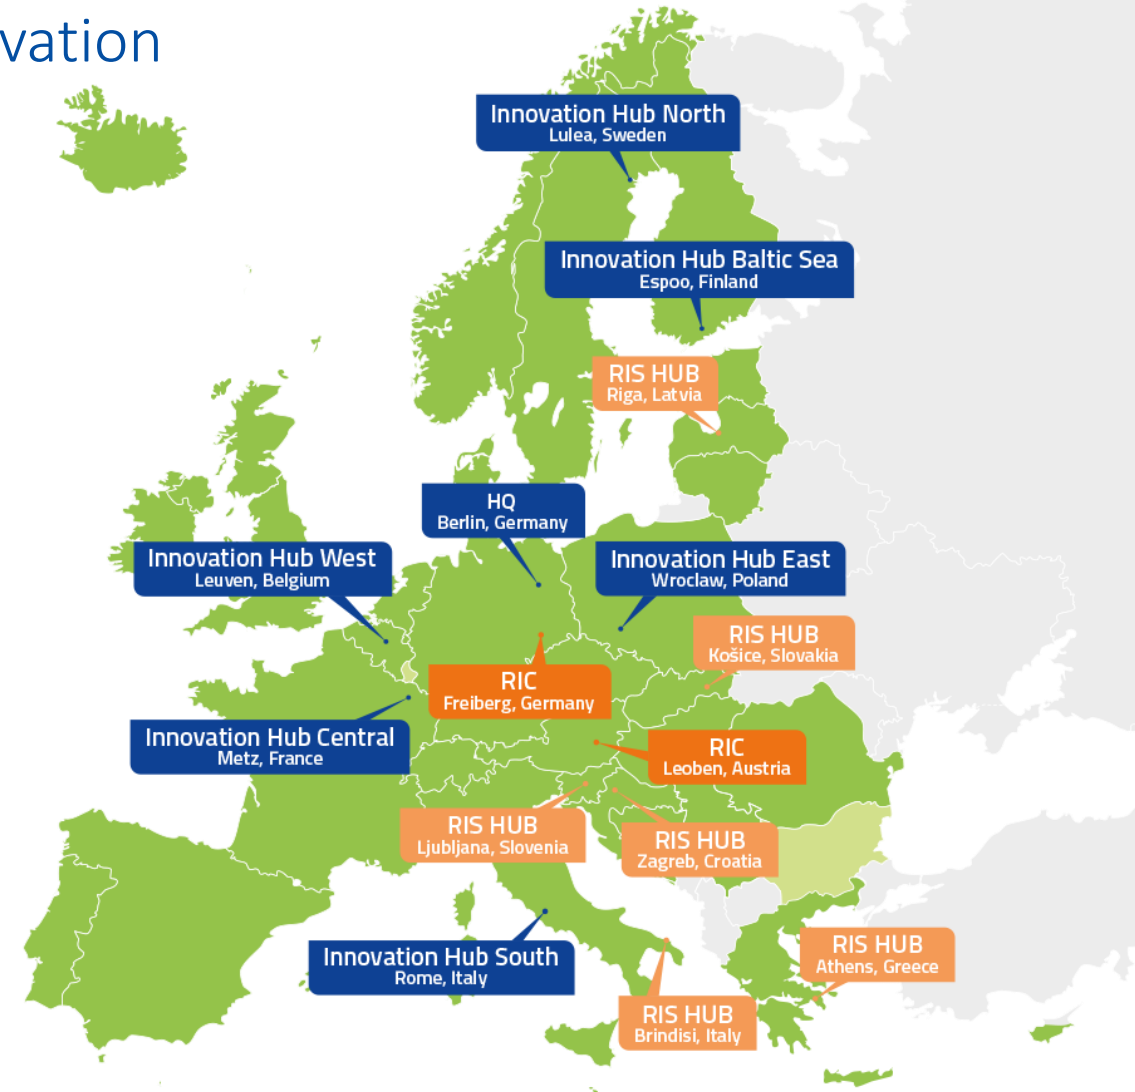 vation
Innovation Hub North
Lulea, Sweden
Innovation Hub Baltic Sea
Espoo, Finland
RIS HUB
Riga, Latvia
HQ
Berlin, Germany
Innovation Hub West
Leuven, Belgium
Innovation Hub East
Wroclaw, Poland
RIS HUB
Košice, Slovakia
RIC
Freiberg, Germany
Innovation Hub Central
Metz, France
RIC
Leoben, Austria
RIS HUB
Ljubljana, Slovenia
RIS HUB
Zagreb, Croatia
Innovation Hub South
Rome, Italy
RIS HUB
Athens, Greece
RIS HUB
Brindisi, Italy